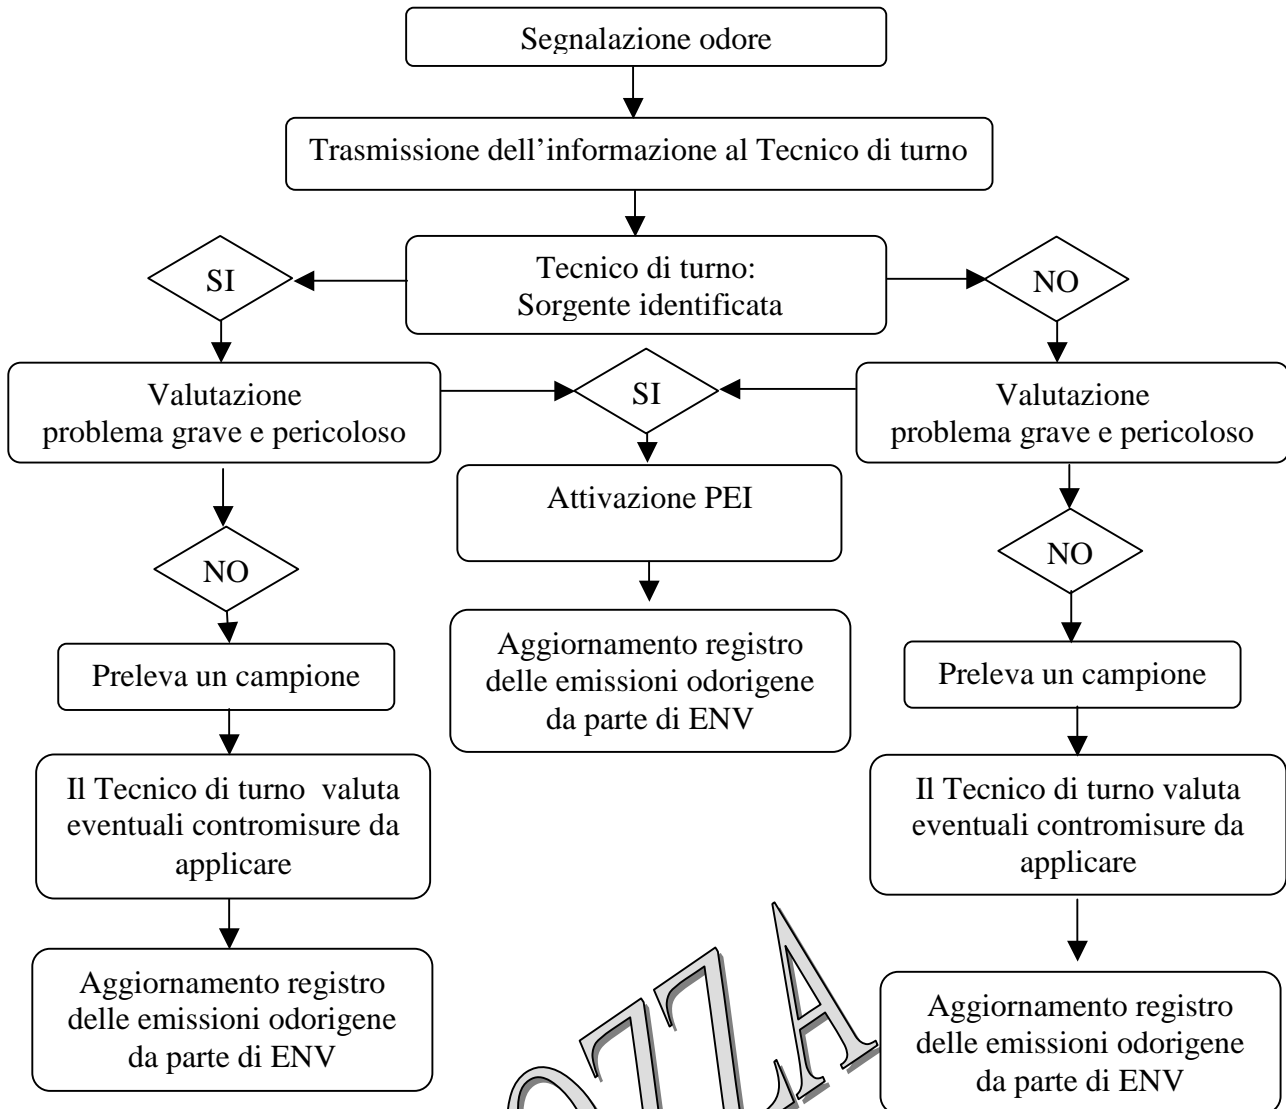 Segnalazione odore
Trasmissione dell’informazione al Tecnico di turno
Tecnico di turno:
Sorgente identificata
SI
NO
Valutazione
problema grave e pericoloso
SI
Valutazione
problema grave e pericoloso
Attivazione PEI
NO
NO
Aggiornamento registro
delle emissioni odorigene
da parte di ENV
Preleva un campione
Preleva un campione
Il Tecnico di turno valuta
eventuali contromisure da
applicare
Il Tecnico di turno valuta
eventuali contromisure da
applicare
Aggiornamento registro
delle emissioni odorigene
da parte di ENV
Aggiornamento registro
delle emissioni odorigene
da parte di ENV
OZZA